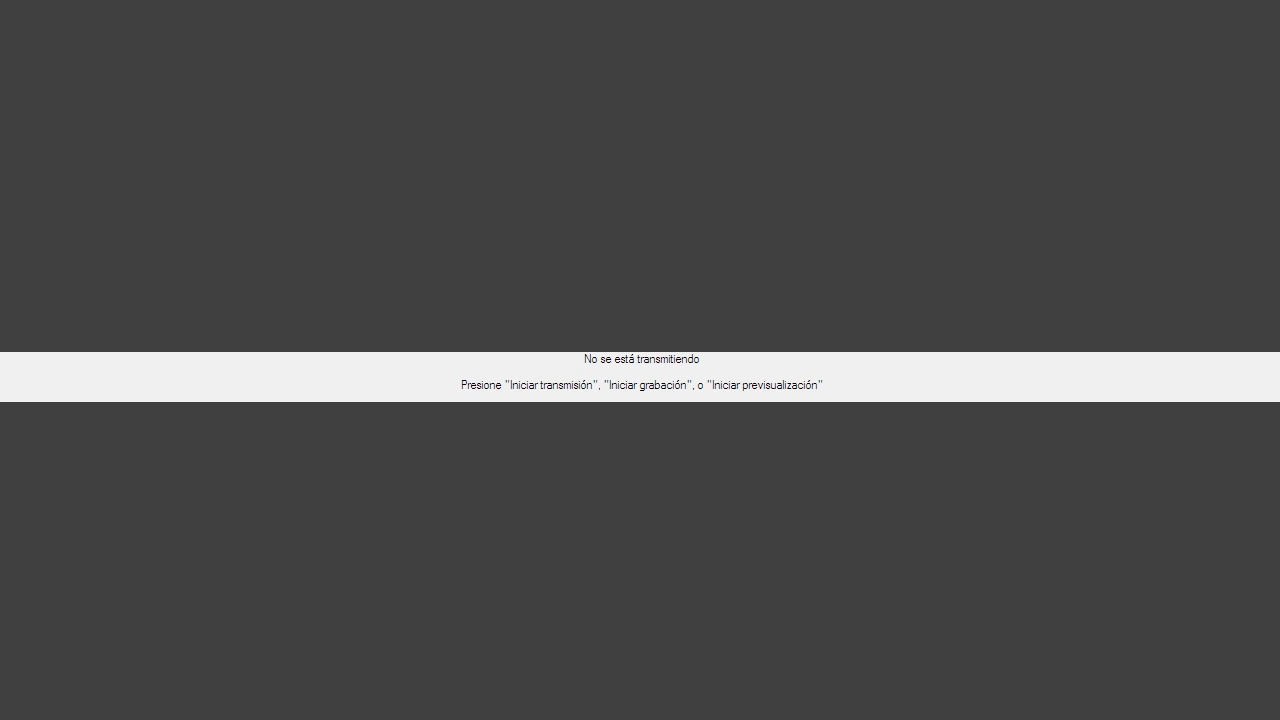 No se está transmitiendo
Presione "Iniciar transmisión", "Iniciar grabación", o "Iniciar previsualización"